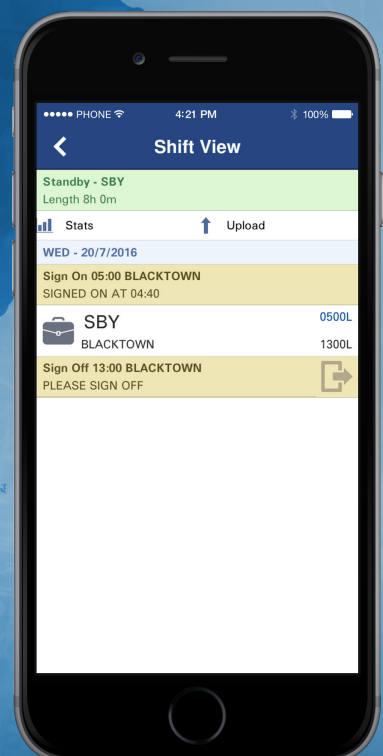 PHONE 4:21 PM 100%
Shift View
Standby - SBY
Length 8h 0m
Stats Upload
WED - 20/7/2016
Sign On 05:00 BLACKTOWN
SIGNED ON AT 04:40
SBY 0500L
BLACKTOWN 1300L
Sign Off 13:00 BLACKTOWN
PLEASE SIGN OFF